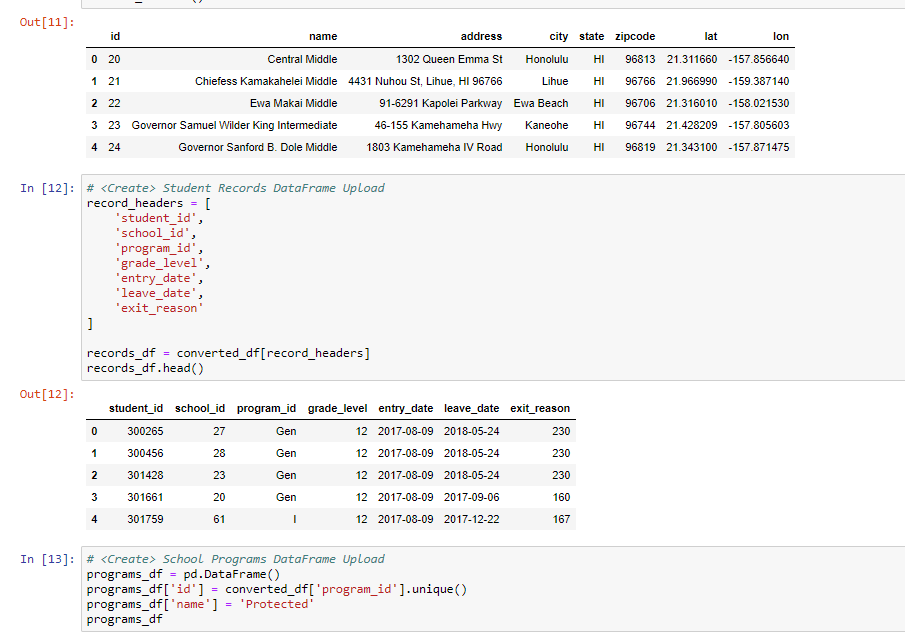 Out[11]:
id name address city state zipcode lat lon
0 20 Central Middle 1302 Queen Emma St Honolulu HI 96813 21.311660 -157.856640
1 21 Chiefess Kamakahelei Middle 4431 Nuhou St, Lihue, HI 96766 Lihue HI 96766 21.966990 -159.387140
2 22 Ewa Makai Middle 91-6291 Kapolei Parkway Ewa Beach HI 96706 21.316010 -158.021530
3 23 Governor Samuel Wilder King Intermediate 46-155 Kamehameha Hwy Kaneohe HI 96744 21.428209 -157.805603
4 24 Governor Sanford B. Dole Middle 1803 Kamehameha IV Road Honolulu HI 96819 21.343100 -157.871475
In [12]: # <Create> Student Records DataFrame Upload
record_headers = [
'student_id',
'school_id',
'program_id',
'grade_level',
'entry_date',
'leave_date',
'exit_reason'
]
records_df = converted_df[record_headers]
records_df.head()
Out[12]:
student_id school_id program_id grade_level entry_date leave_date exit_reason
0 300265 27 Gen 12 2017-08-09 2018-05-24 230
1 300456 28 Gen 12 2017-08-09 2018-05-24 230
2 301428 23 Gen 12 2017-08-09 2018-05-24 230
3 301661 20 Gen 12 2017-08-09 2017-09-06 160
4 301759 61 I 12 2017-08-09 2017-12-22 167
In [13]: # <Create> School Programs DataFrame Upload
programs_df = pd.DataFrame()
programs_df['id'] = converted_df['program_id'].unique()
programs_df['name'] = 'Protected'
programs_df